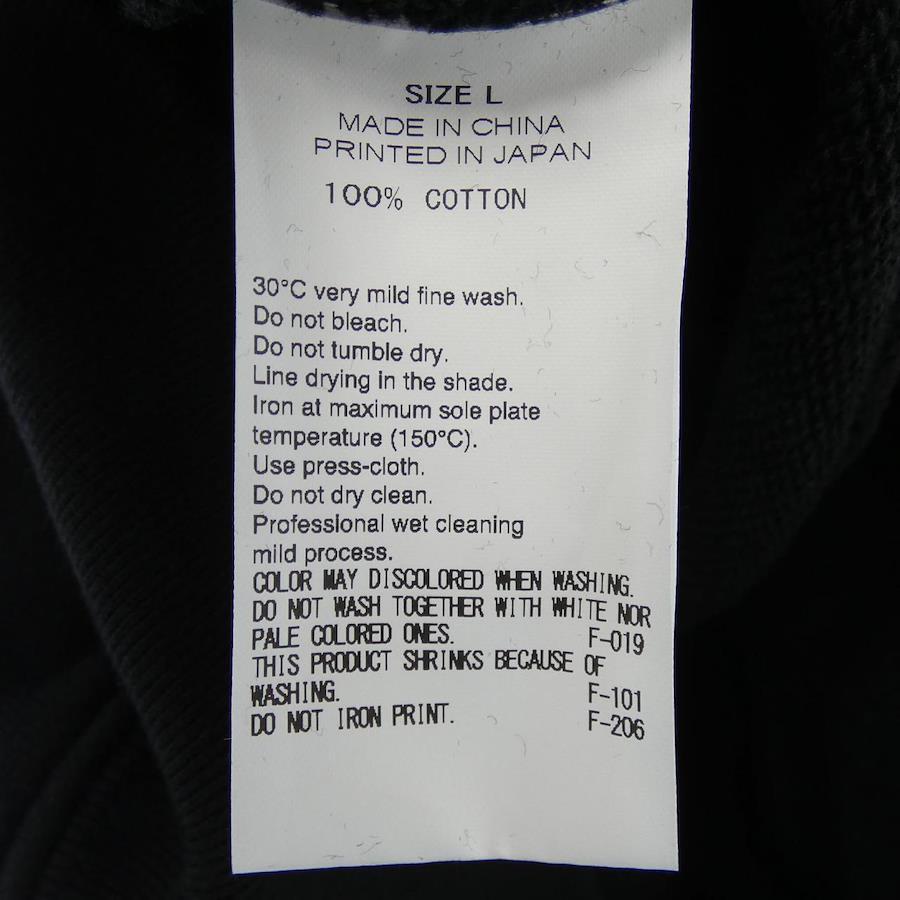 SIZE L
MADE IN CHINA
PRINTED IN JAPAN
100% COTTON
30°C very mild fine wash.
Do not bleach.
Do not tumble dry.
Line drying in the shade.
Iron at maximum sole plate
temperature (150°C).
Use press-cloth.
Do not dry clean.
Professional wet cleaning
mild process.
COLOR MAY DISCOLORED WHEN WASHING.
DO NOT WASH TOGETHER WITH WHITE NOR
PALE COLORED ONES. F-019
THIS PRODUCT SHRINKS BECAUSE OF
WASHING. F-101
DO NOT IRON PRINT. F-206